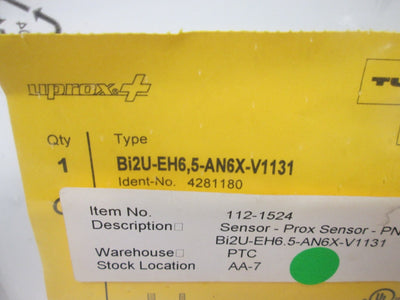 uprox®+
TU
Qty Type
1 Bi2U-EH6,5-AN6X-V1131
Ident-No. 4281180
Item No. 112-1524
Description□ Sensor - Prox Sensor - PN
Bi2U-EH6.5-AN6X-V1131
Warehouse□ PTC
Stock Location AA-7